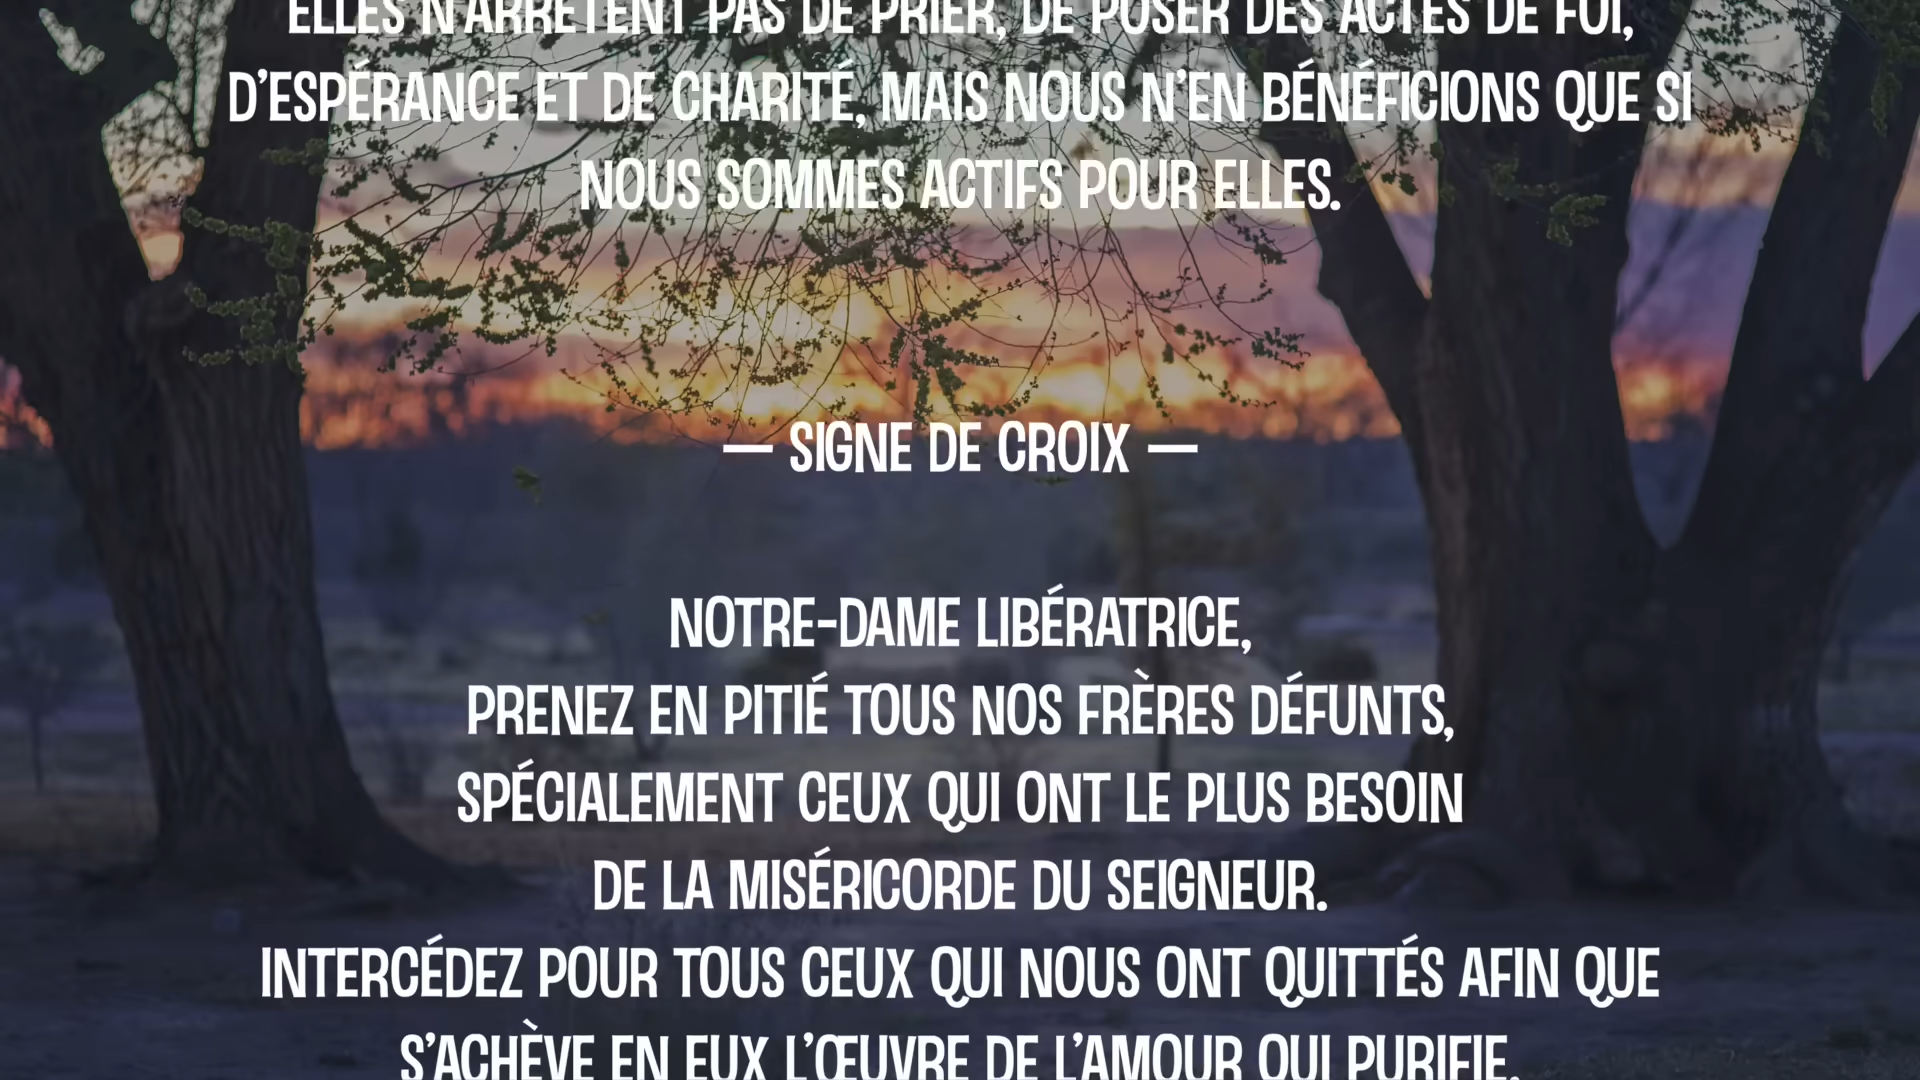 ELLES N'ARRÊTENT PAS DE PRIER, DE POSER DES ACTES DE FOI,
D'ESPÉRANCE ET DE CHARITÉ, MAIS NOUS N'EN BÉNÉFICIONS QUE SI
NOUS SOMMES ACTIFS POUR ELLES.
— SIGNE DE CROIX —
NOTRE-DAME LIBÉRATRICE,
PRENEZ EN PITIÉ TOUS NOS FRÈRES DÉFUNTS,
SPÉCIALEMENT CEUX QUI ONT LE PLUS BESOIN
DE LA MISÉRICORDE DU SEIGNEUR.
INTERCÉDEZ POUR TOUS CEUX QUI NOUS ONT QUITTÉS AFIN QUE
S'ACHÈVE EN EUX L'ŒUVRE DE L'AMOUR QUI PURIFIE.